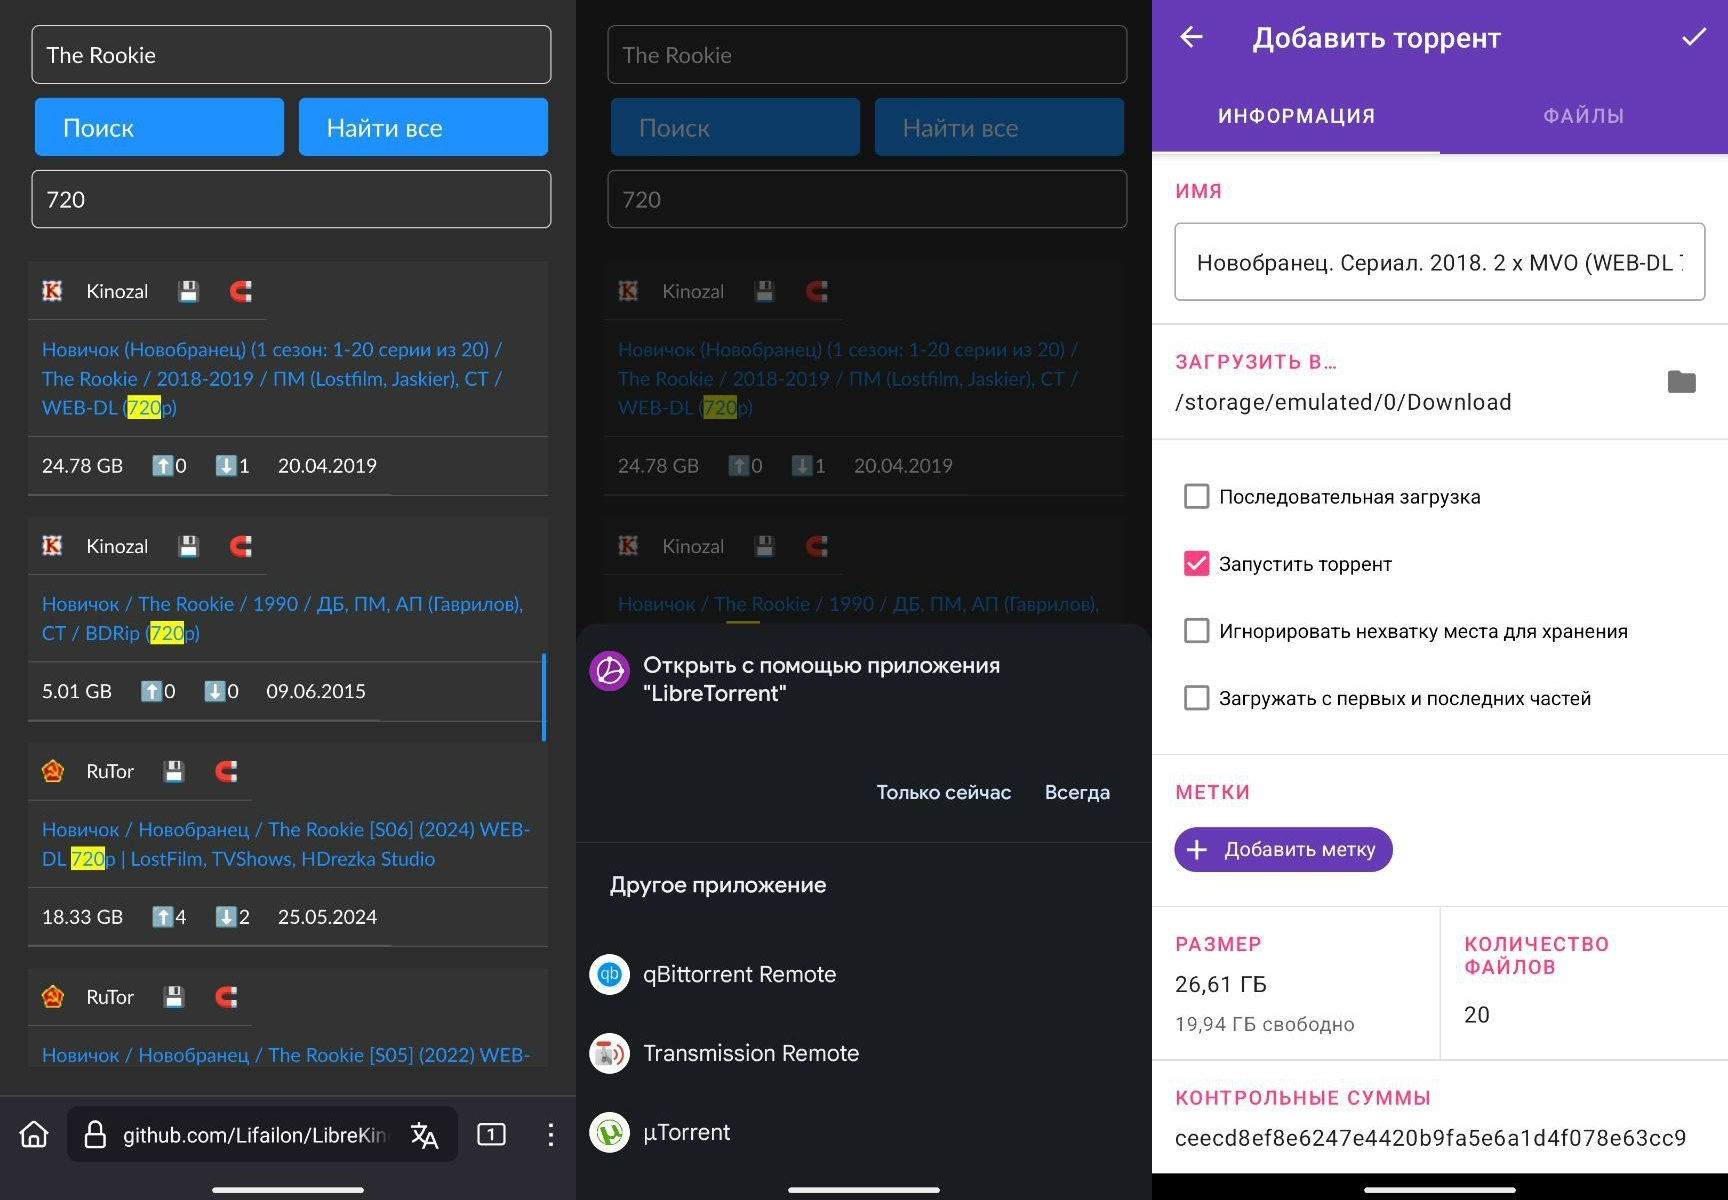 The Rookie
Поиск
Найти все
720
Kinozal
Новичок (Новобранец) (1 сезон: 1-20 серии из 20) /
The Rookie / 2018-2019 / ПМ (Lostfilm, Jaskier), СТ /
WEB-DL (720p)
24.78 GB ⬆️0 ⬇️1 20.04.2019
Kinozal
Новичок / The Rookie / 1990 / ДБ, ПМ, АП (Гаврилов),
СТ / BDRip (720p)
5.01 GB ⬆️0 ⬇️0 09.06.2015
RuTor
Новичок / Новобранец / The Rookie [S06] (2024) WEB-
DL 720p | LostFilm, TVShows, HDrezka Studio
18.33 GB ⬆️4 ⬇️2 25.05.2024
RuTor
Новичок / Новобранец / The Rookie [S05] (2022) WEB-
github.com/Lifailon/LibreKin
1
The Rookie
Поиск
Найти все
720
Kinozal
Новичок (Новобранец) (1 сезон: 1-20 серии из 20) /
The Rookie / 2018-2019 / ПМ (Lostfilm, Jaskier), СТ /
WEB-DL (720p)
24.78 GB ⬆️0 ⬇️1 20.04.2019
Kinozal
Новичок / The Rookie / 1990 / ДБ, ПМ, АП (Гаврилов),
Открыть с помощью приложения
"LibreTorrent"
Только сейчас
Всегда
Другое приложение
qb
qBittorrent Remote
Transmission Remote
µTorrent
Добавить торрент
ИНФОРМАЦИЯ
ФАЙЛЫ
ИМЯ
Новобранец. Сериал. 2018. 2 x MVO (WEB-DL
ЗАГРУЗИТЬ В...
/storage/emulated/0/Download
Последовательная загрузка
Запустить торрент
Игнорировать нехватку места для хранения
Загружать с первых и последних частей
МЕТКИ
Добавить метку
РАЗМЕР
26,61 ГБ
19,94 ГБ свободно
КОЛИЧЕСТВО
ФАЙЛОВ
20
КОНТРОЛЬНЫЕ СУММЫ
ceecd8ef8e6247e4420b9fa5e6a1d4f078e63cc9